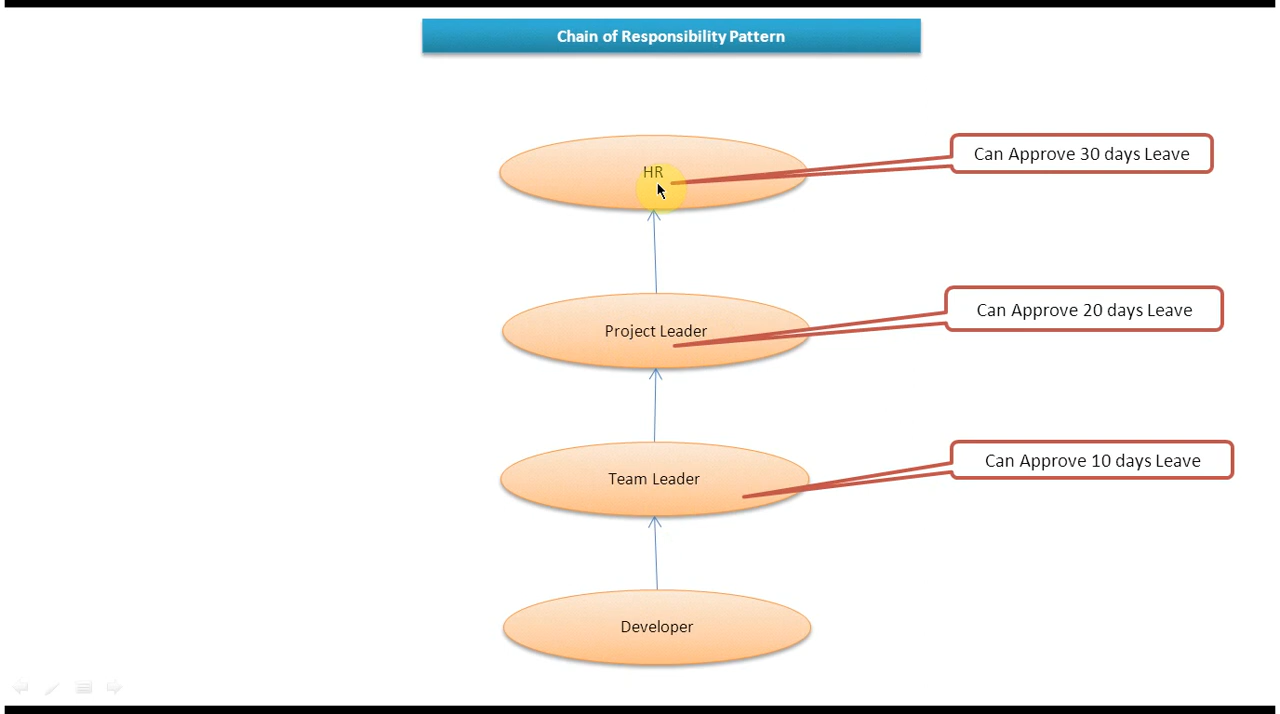 Chain of Responsibility Pattern
HR
Can Approve 30 days Leave
Project Leader
Can Approve 20 days Leave
Team Leader
Can Approve 10 days Leave
Developer